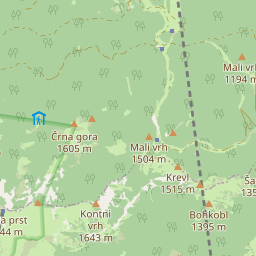 Mali vrh
1194 m
Črna gora
1605 m
Mali vrh
1504 m
Krevl
1515 m
Kontni
vrh
1643 m
Bohkobl
1395 m
a prst
44 m